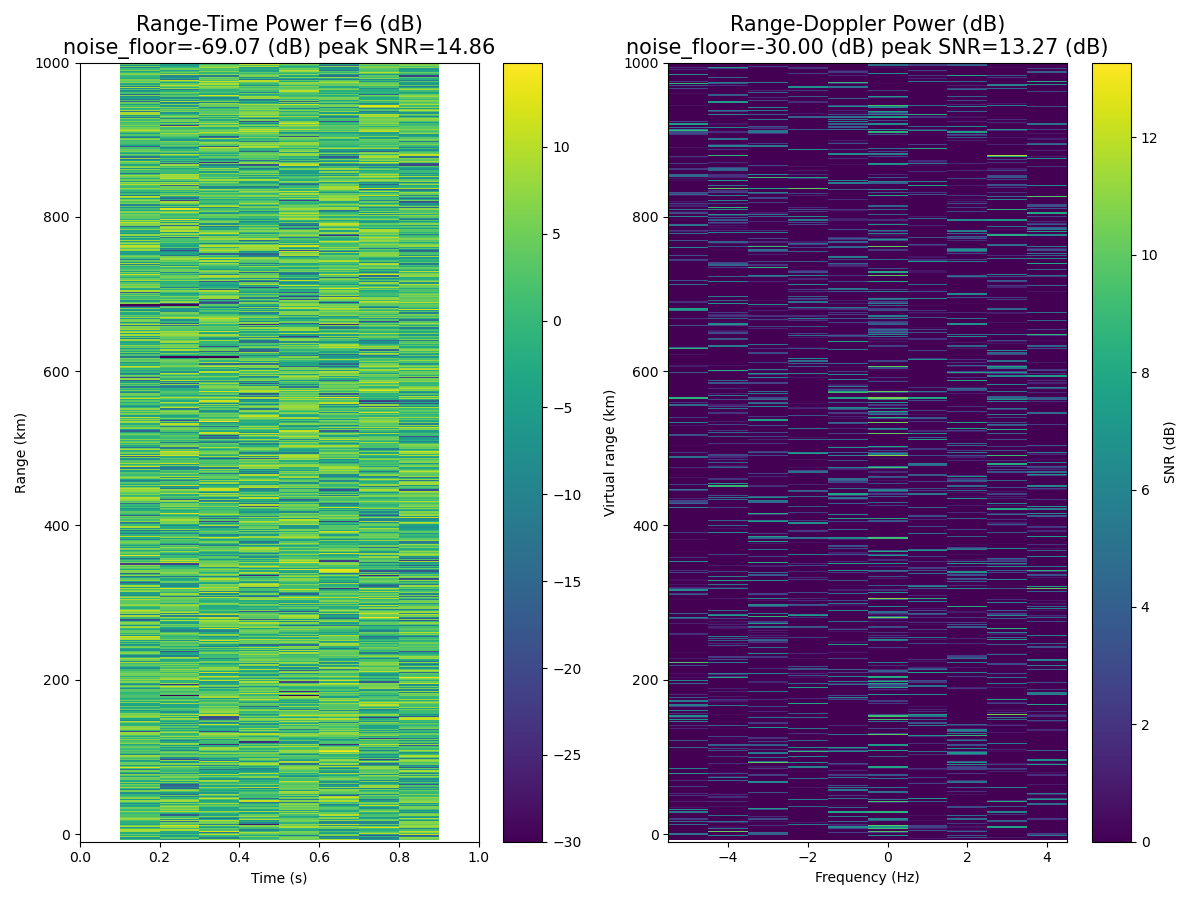 Range-Time Power f=6 (dB)
noise_floor=-69.07 (dB) peak SNR=14.86
1000
800
600
400
200
0
Range (km)
0.0 0.2 0.4 0.6 0.8 1.0
Time (s)
10
5
0
−5
−10
−15
−20
−25
−30
Range-Doppler Power (dB)
noise_floor=-30.00 (dB) peak SNR=13.27 (dB)
1000
800
600
400
200
0
Virtual range (km)
−4 −2 0 2 4
Frequency (Hz)
12
10
8
6
4
2
0
SNR (dB)